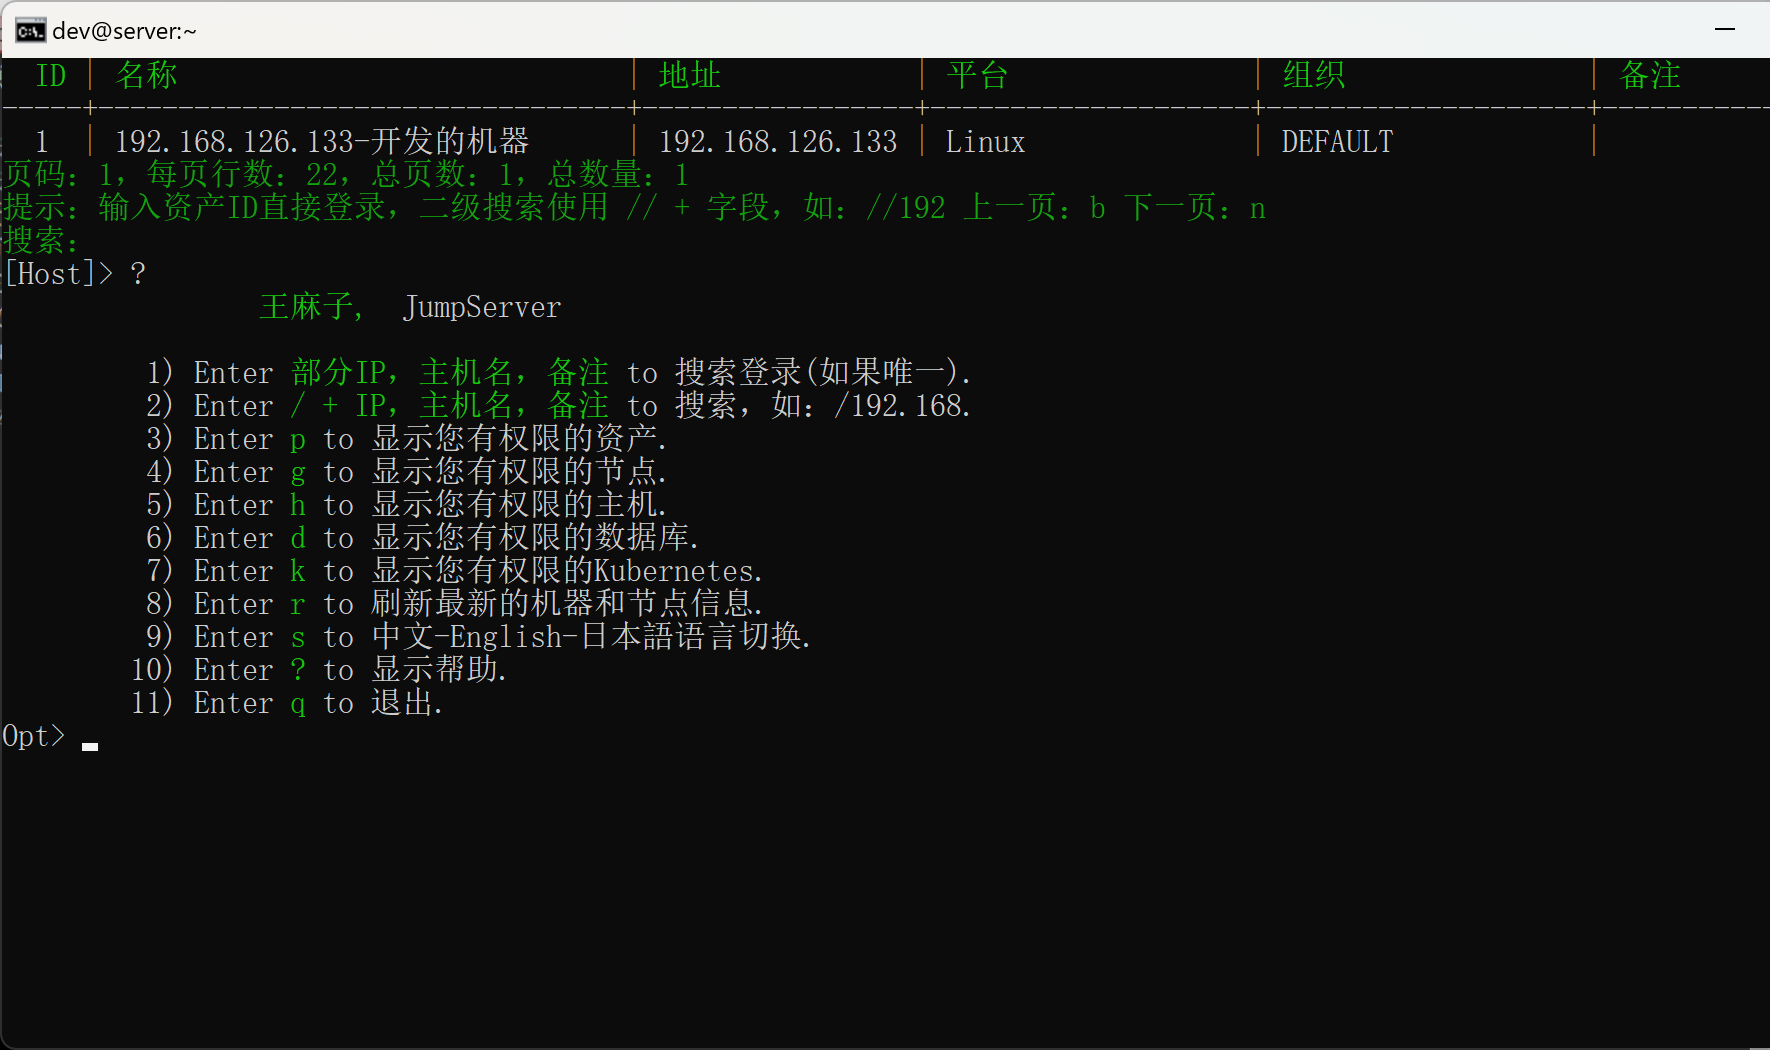 dev@server:~
ID | 名称 | 地址 | 平台 | 组织 | 备注
-----+---------------------------------+-----------------+--------------------+--------------------+-----------
1 | 192.168.126.133-开发的机器 | 192.168.126.133 | Linux | DEFAULT |
页码：1，每页行数：22，总页数：1，总数量：1
提示：输入资产ID直接登录，二级搜索使用 // + 字段，如：//192 上一页：b 下一页：n
搜索：
[Host]> ?
王麻子, JumpServer
1) Enter 部分IP，主机名，备注 to 搜索登录(如果唯一).
2) Enter / + IP，主机名，备注 to 搜索，如：/192.168.
3) Enter p to 显示您有权限的资产.
4) Enter g to 显示您有权限的节点.
5) Enter h to 显示您有权限的主机.
6) Enter d to 显示您有权限的数据库.
7) Enter k to 显示您有权限的Kubernetes.
8) Enter r to 刷新最新的机器和节点信息.
9) Enter s to 中文-English-日本語语言切换.
10) Enter ? to 显示帮助.
11) Enter q to 退出.
Opt>